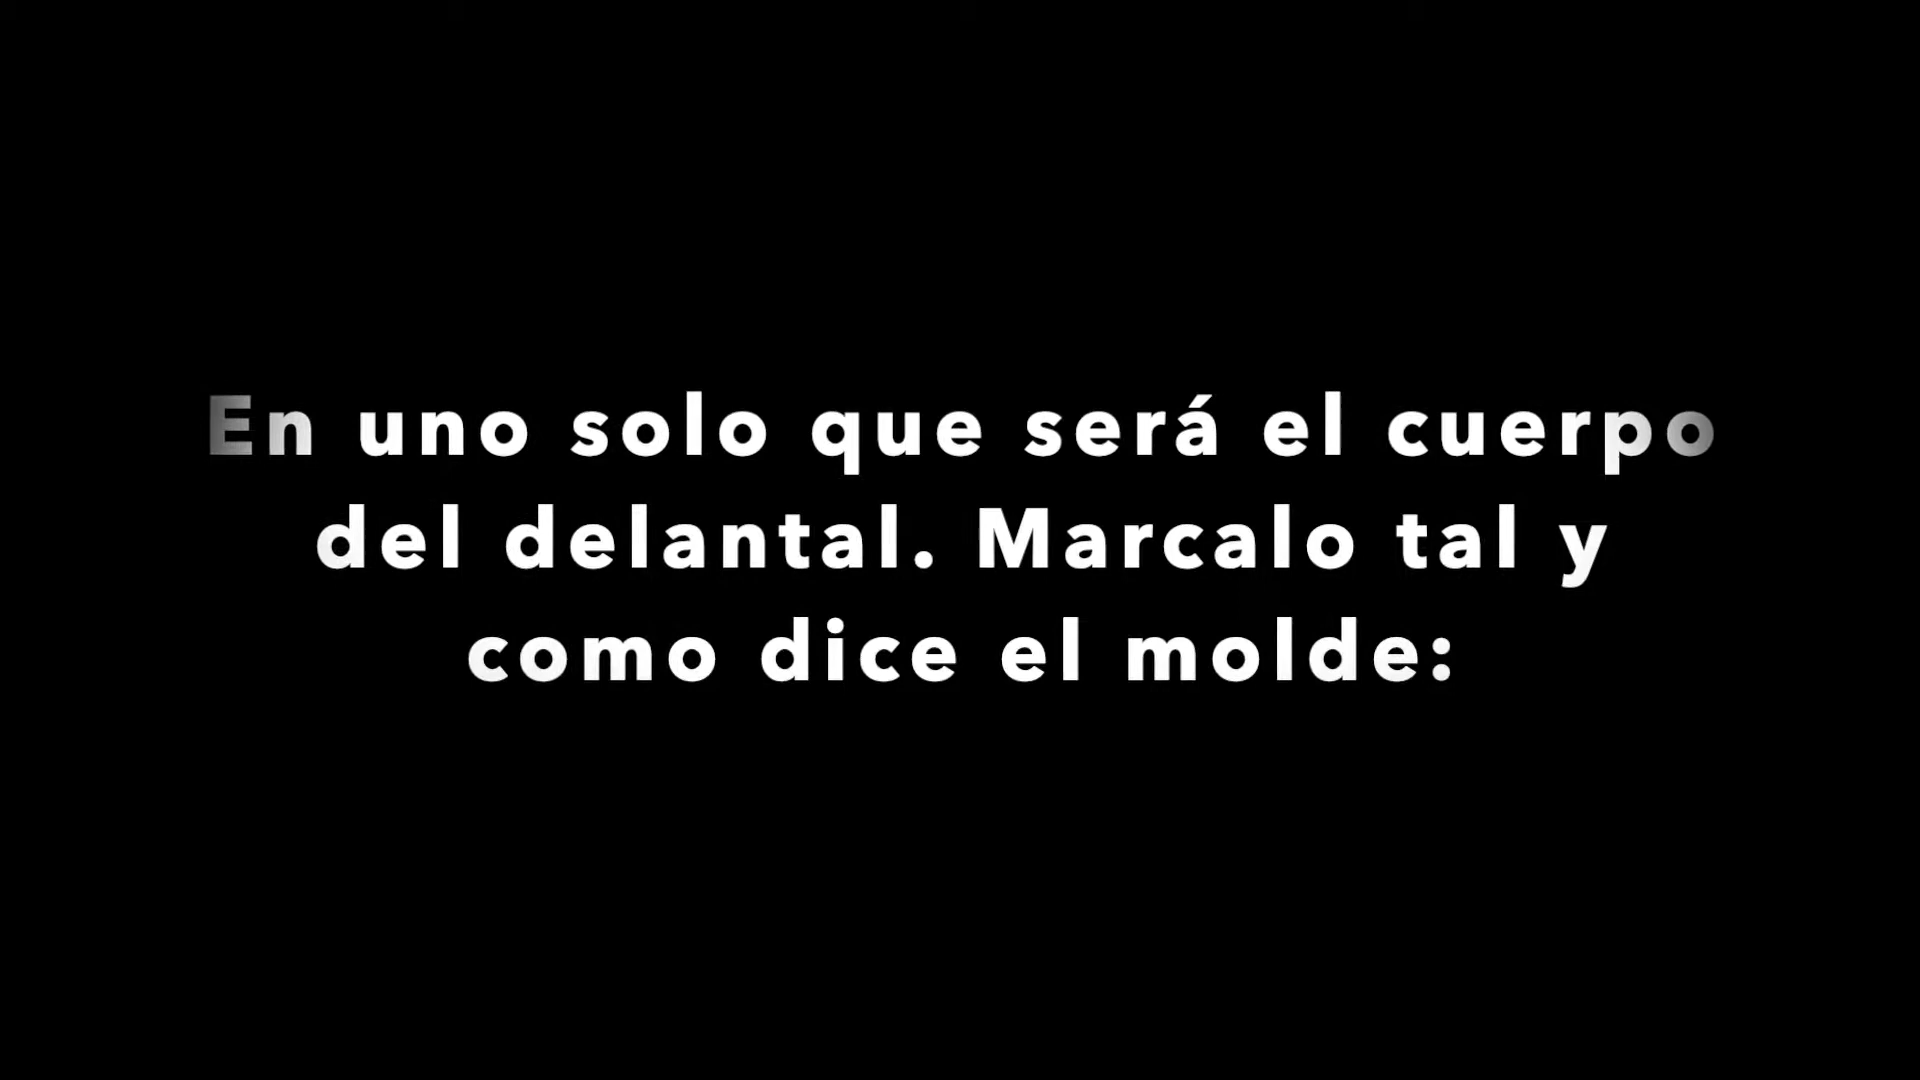 En uno solo que será el cuerpo
del delantal. Marcalo tal y
como dice el molde: